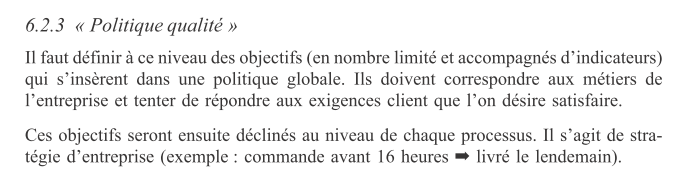 6.2.3 « Politique qualité »
Il faut définir à ce niveau des objectifs (en nombre limité et accompagnés d’indicateurs)
qui s’insèrent dans une politique globale. Ils doivent correspondre aux métiers de
l’entreprise et tenter de répondre aux exigences client que l’on désire satisfaire.
Ces objectifs seront ensuite déclinés au niveau de chaque processus. Il s’agit de stra-
tégie d’entreprise (exemple : commande avant 16 heures ➡ livré le lendemain).